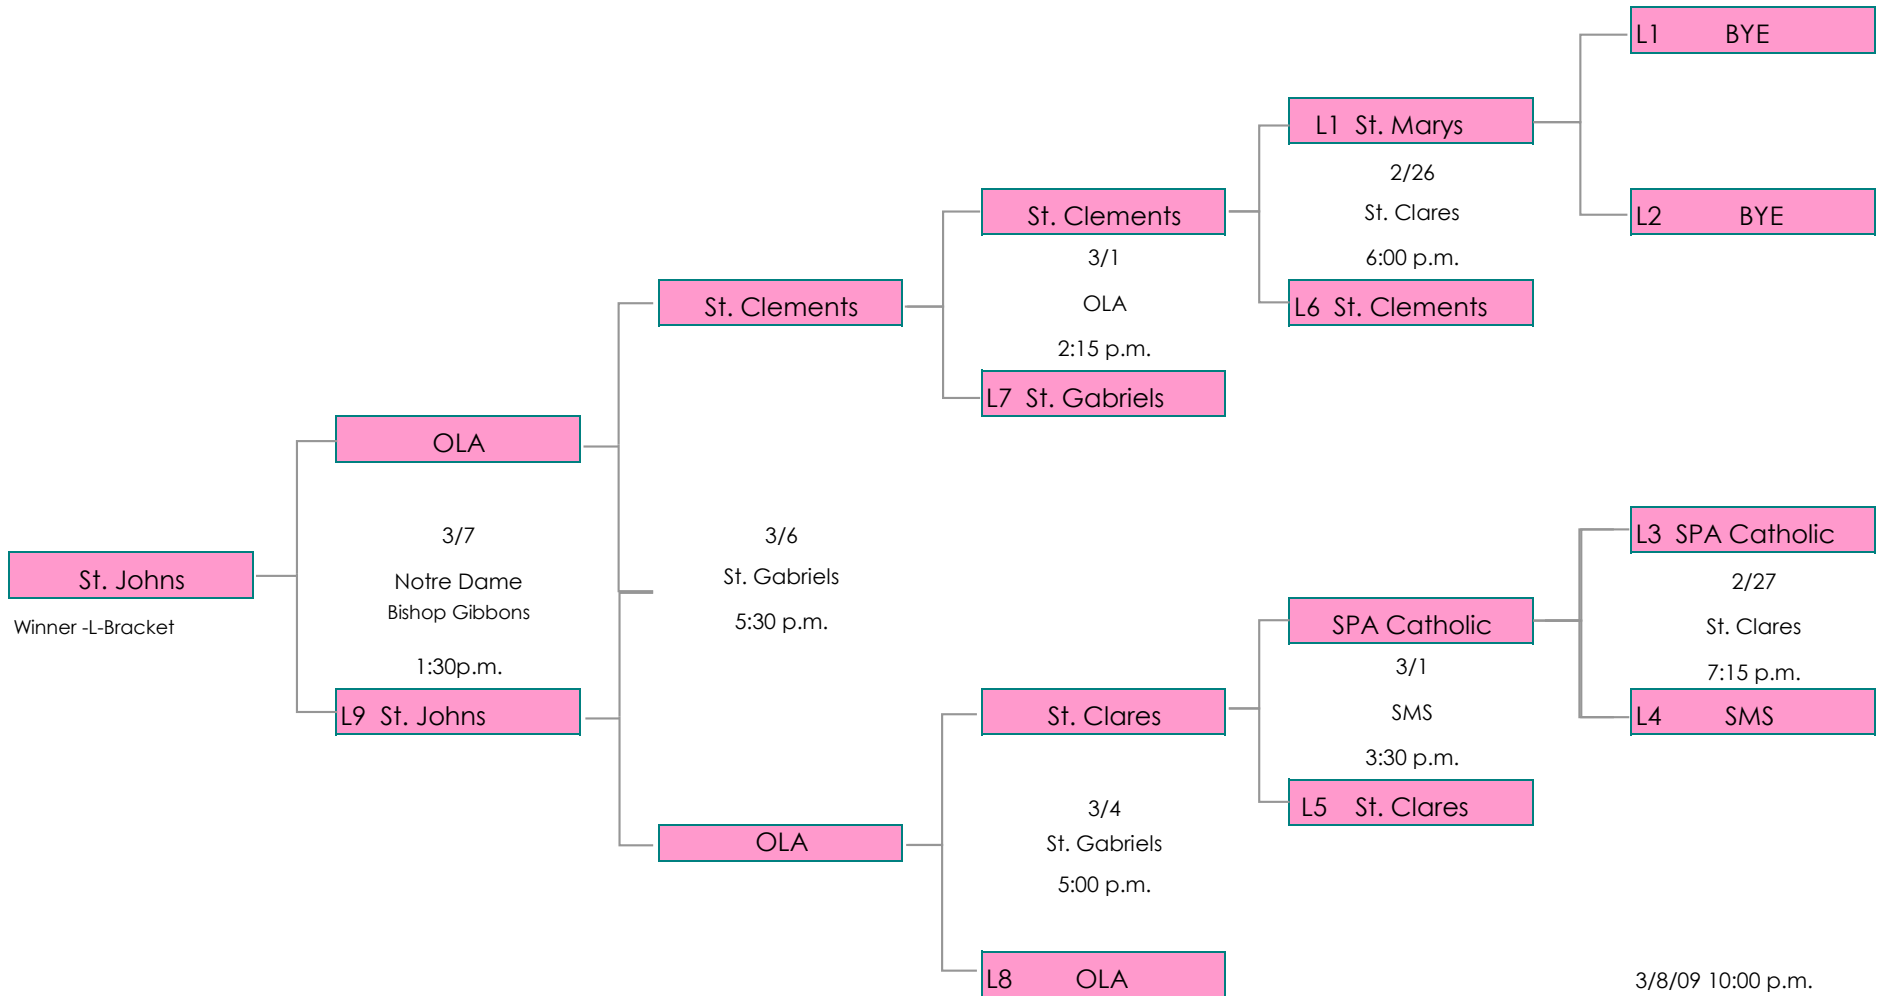 L1 BYE
L1 St. Marys
2/26
St. Clares
6:00 p.m.
L6 St. Clements
L2 BYE
St. Clements
3/1
OLA
2:15 p.m.
L7 St. Gabriels
St. Clements
OLA
3/7
Notre Dame
Bishop Gibbons
1:30p.m.
L9 St. Johns
St. Johns
Winner -L-Bracket
3/6
St. Gabriels
5:30 p.m.
L3 SPA Catholic
2/27
St. Clares
7:15 p.m.
L4 SMS
SPA Catholic
3/1
SMS
3:30 p.m.
L5 St. Clares
St. Clares
3/4
St. Gabriels
5:00 p.m.
L8 OLA
OLA
3/8/09 10:00 p.m.